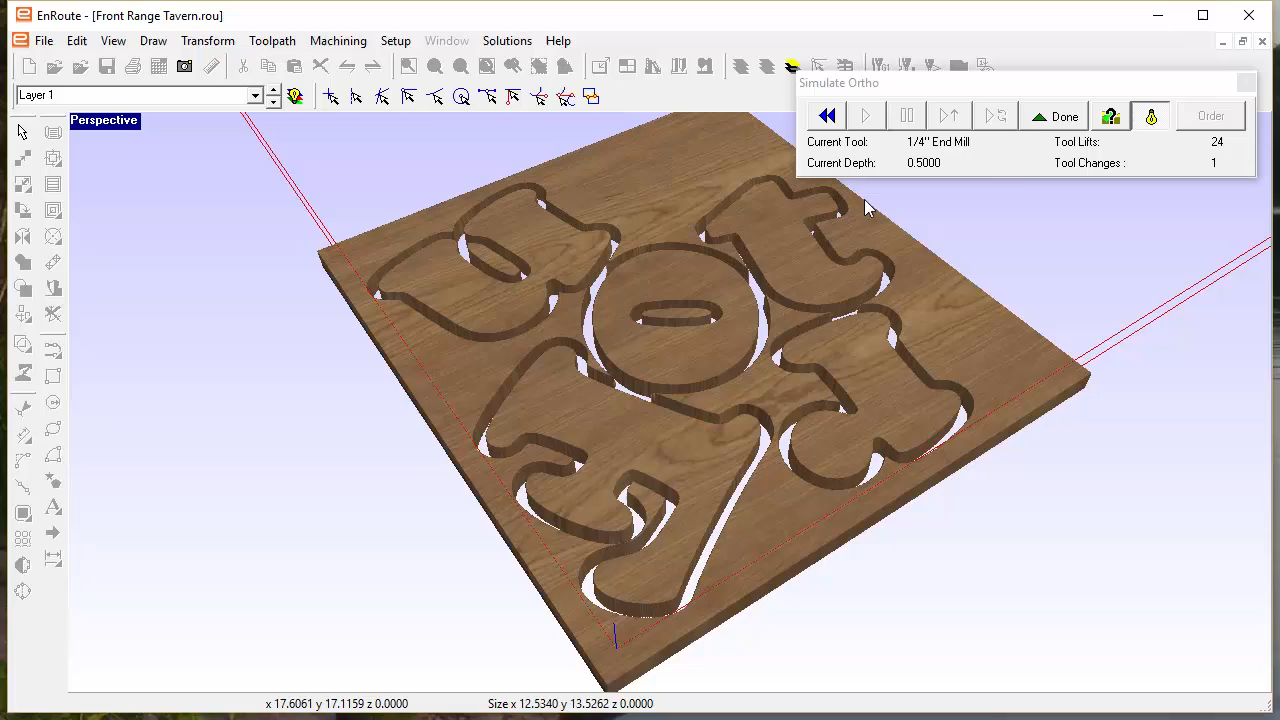 EnRoute - [Front Range Tavern.rou]
File Edit View Draw Transform Toolpath Machining Setup Window Solutions Help
Layer 1
Simulate Ortho
Done
Order
Current Tool: 1/4" End Mill Tool Lifts: 24
Current Depth: 0.5000 Tool Changes : 1
Perspective
x 17.6061 y 17.1159 z 0.0000 Size x 12.5340 y 13.5262 z 0.0000